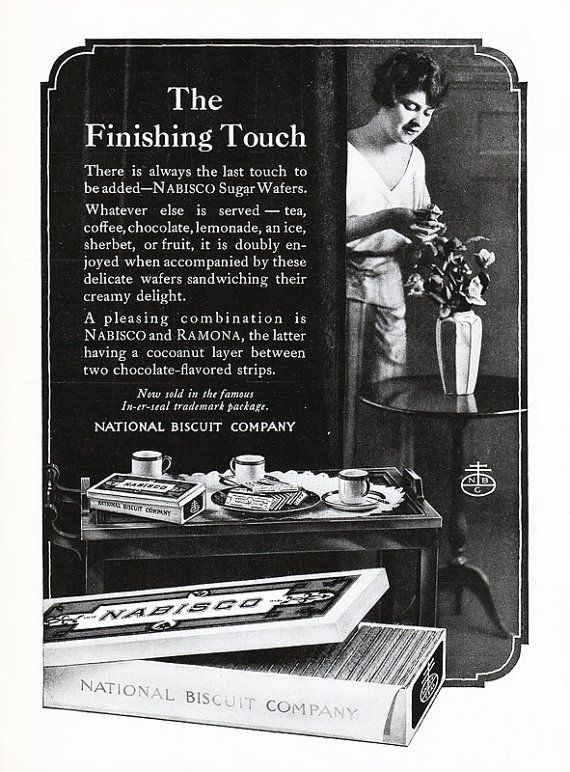 The
Finishing Touch
There is always the last touch to
be added—NABISCO Sugar Wafers.
Whatever else is served — tea,
coffee, chocolate, lemonade, an ice,
sherbet, or fruit, it is doubly en-
joyed when accompanied by these
delicate wafers sandwiching their
creamy delight.
A pleasing combination is
NABISCO and RAMONA, the latter
having a cocoanut layer between
two chocolate-flavored strips.
Now sold in the famous
In-er-seal trademark package.
NATIONAL BISCUIT COMPANY
N B
C
NABISCO
NATIONAL BISCUIT COMPANY
NABISCO
NATIONAL BISCUIT COMPANY